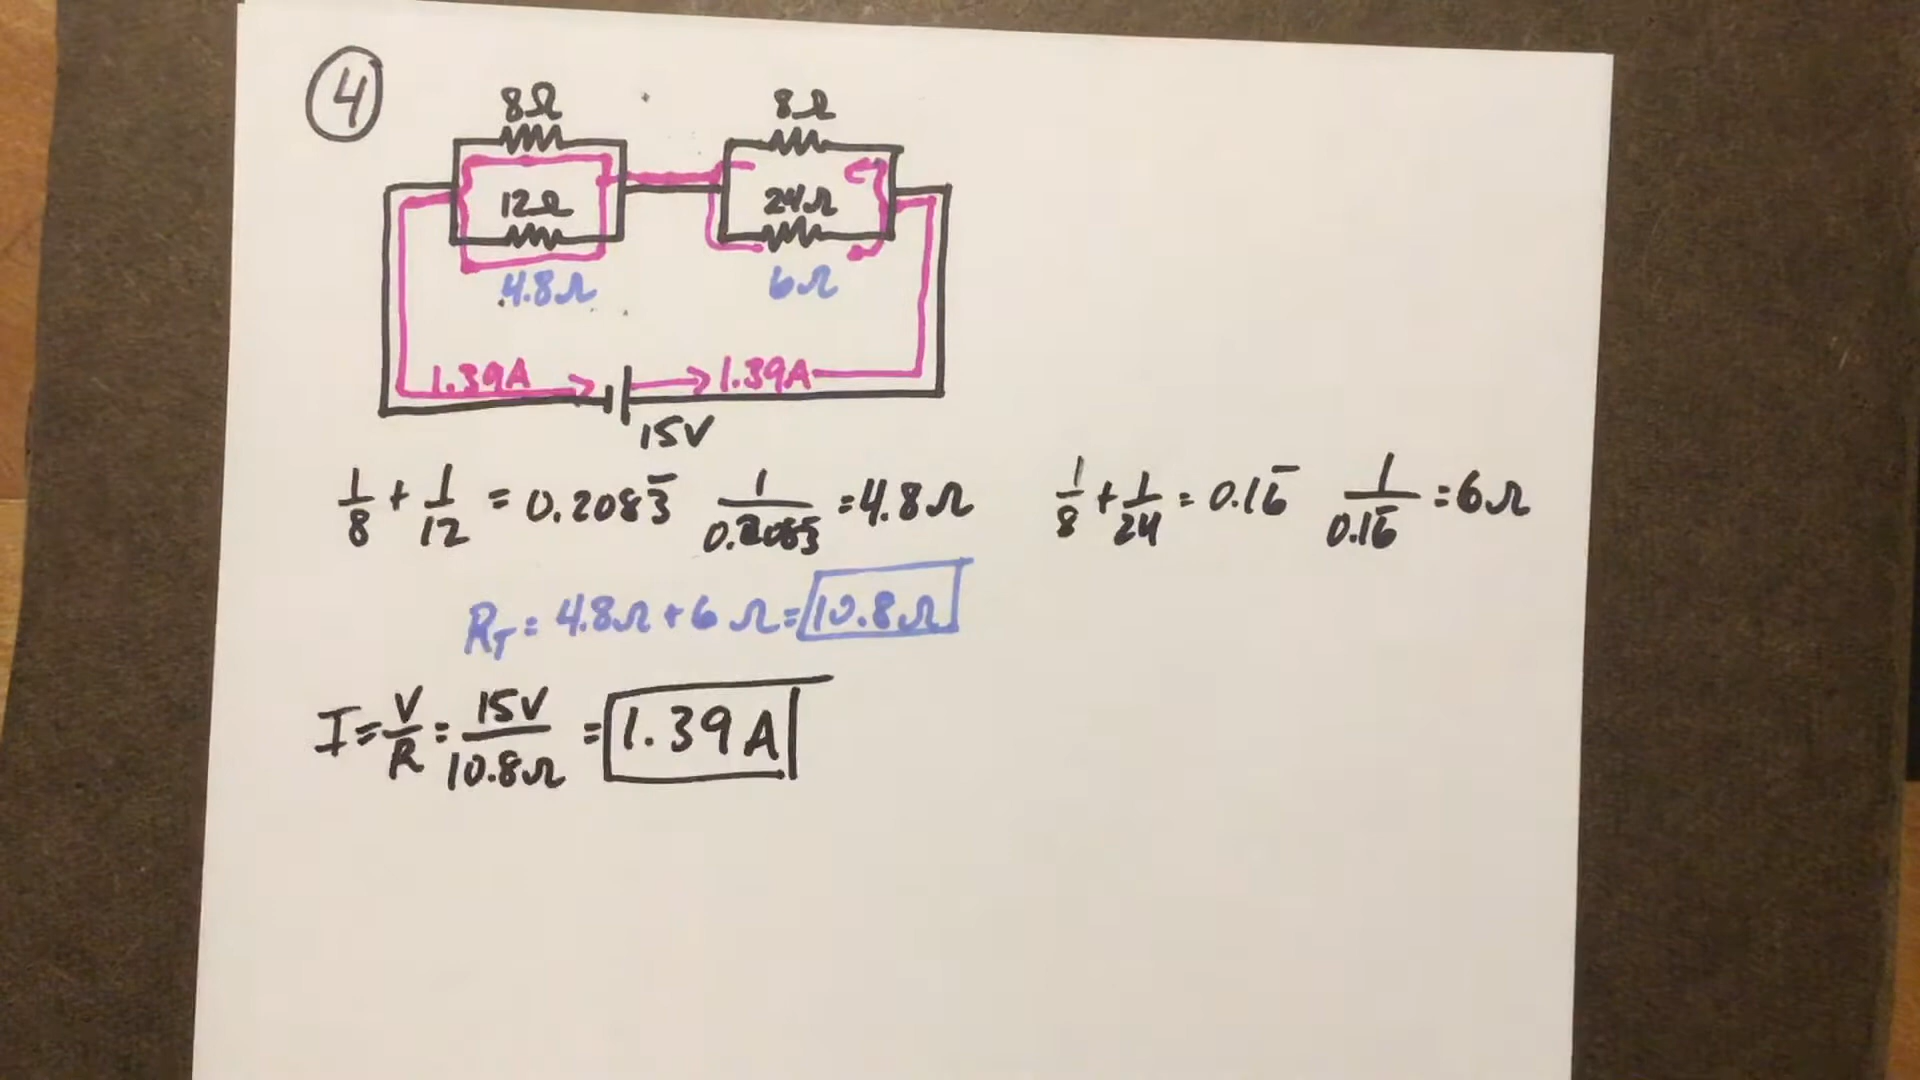 4
8Ω 8Ω
12Ω 24Ω
4.8Ω 6Ω
1.39A → → 1.39A
15V
1/8 + 1/12 = 0.2083̅ 1/0.2083̅ = 4.8Ω 1/8 + 1/24 = 0.16̅ 1/0.16̅ = 6Ω
R_T = 4.8Ω + 6Ω = 10.8Ω
I = V/R = 15V/10.8Ω = 1.39A